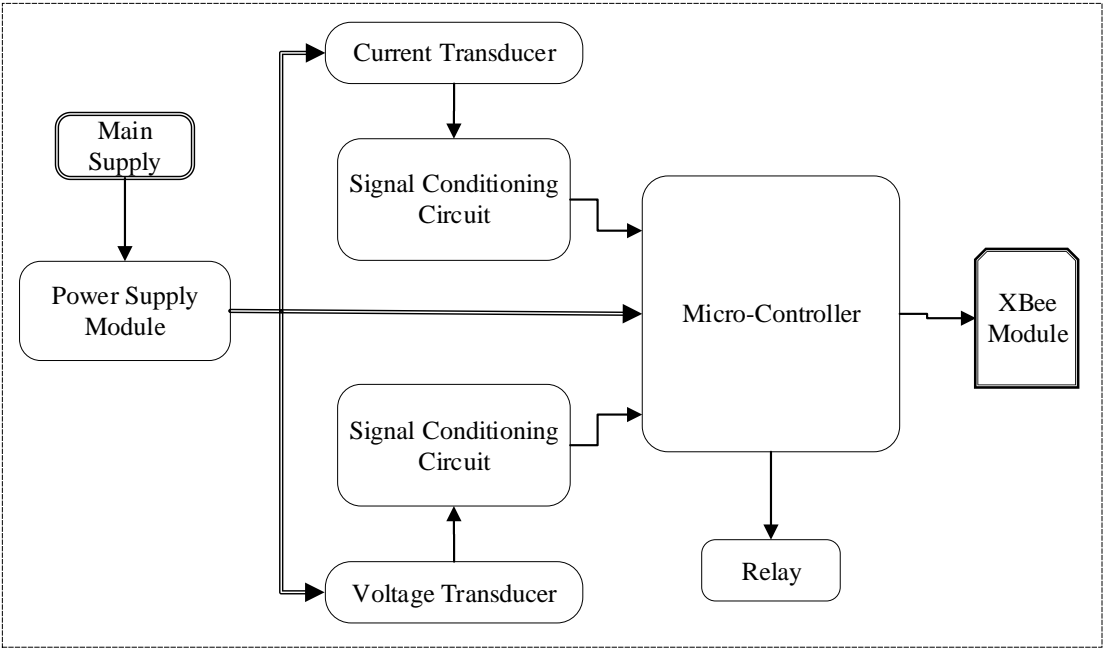 Current Transducer
Main
Supply
Signal Conditioning
Circuit
Power Supply
Module
Micro-Controller
XBee
Module
Signal Conditioning
Circuit
Voltage Transducer
Relay